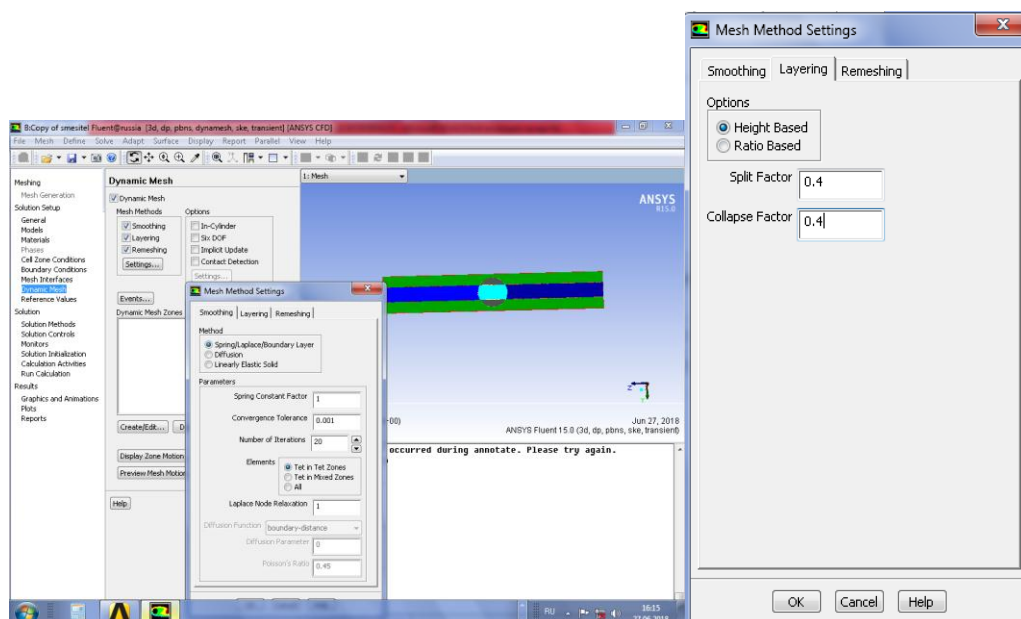 B:Copy of smesitel Fluent@russia [3d, dp, pbns, dynamesh, ske, transient] [ANSYS CFD]
File Mesh Define Solve Adapt Surface Display Report Parallel View Help
Meshing
Mesh Generation
Solution Setup
General
Models
Materials
Phases
Cell Zone Conditions
Boundary Conditions
Mesh Interfaces
Dynamic Mesh
Reference Values
Solution
Solution Methods
Solution Controls
Monitors
Solution Initialization
Calculation Activities
Run Calculation
Results
Graphics and Animations
Plots
Reports
Dynamic Mesh
Dynamic Mesh
Mesh Methods
Smoothing
Layering
Remeshing
Settings...
Options
In-Cylinder
Six DOF
Implicit Update
Contact Detection
Settings...
Events...
Dynamic Mesh Zones
Create/Edit... D
Display Zone Motion
Preview Mesh Motion
Help
1: Mesh
ANSYS
R15.0
Z
-00)
Jun 27, 2018
ANSYS Fluent 15.0 (3d, dp, pbns, ske, transient)
occurred during annotate. Please try again.
Mesh Method Settings
Smoothing Layering Remeshing
Method
Spring/Laplace/Boundary Layer
Diffusion
Linearly Elastic Solid
Parameters
Spring Constant Factor 1
Convergence Tolerance 0.001
Number of Iterations 20
Elements
Tet in Tet Zones
Tet in Mixed Zones
All
Laplace Node Relaxation 1
Diffusion Function boundary-distance
Diffusion Parameter 0
Poisson's Ratio 0.45
RU
16:15
27.06.2018
Mesh Method Settings
Smoothing Layering Remeshing
Options
Height Based
Ratio Based
Split Factor 0.4
Collapse Factor 0.4
OK Cancel Help